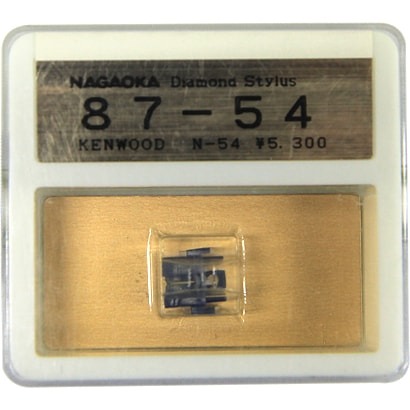 NAGAOKA Diamond Stylus
87-54
KENWOOD N-54 ¥5,300